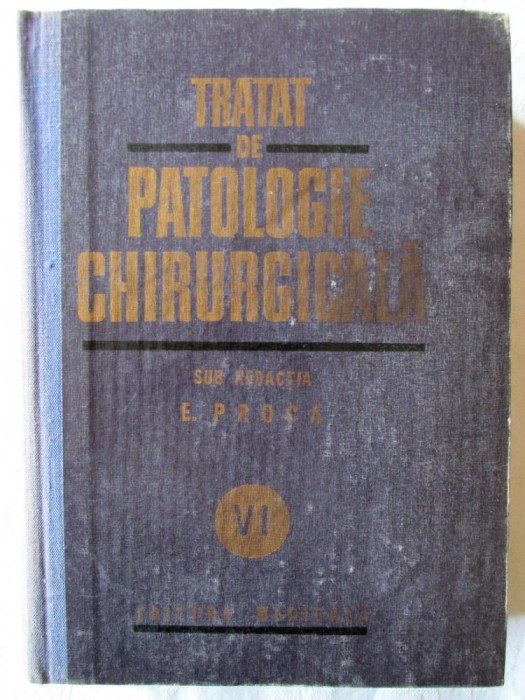 TRATAT
DE
PATOLOGIE
CHIRURGICALĂ
SUB REDACȚIA
E. PROCA
VI
EDITURA MEDICALĂ